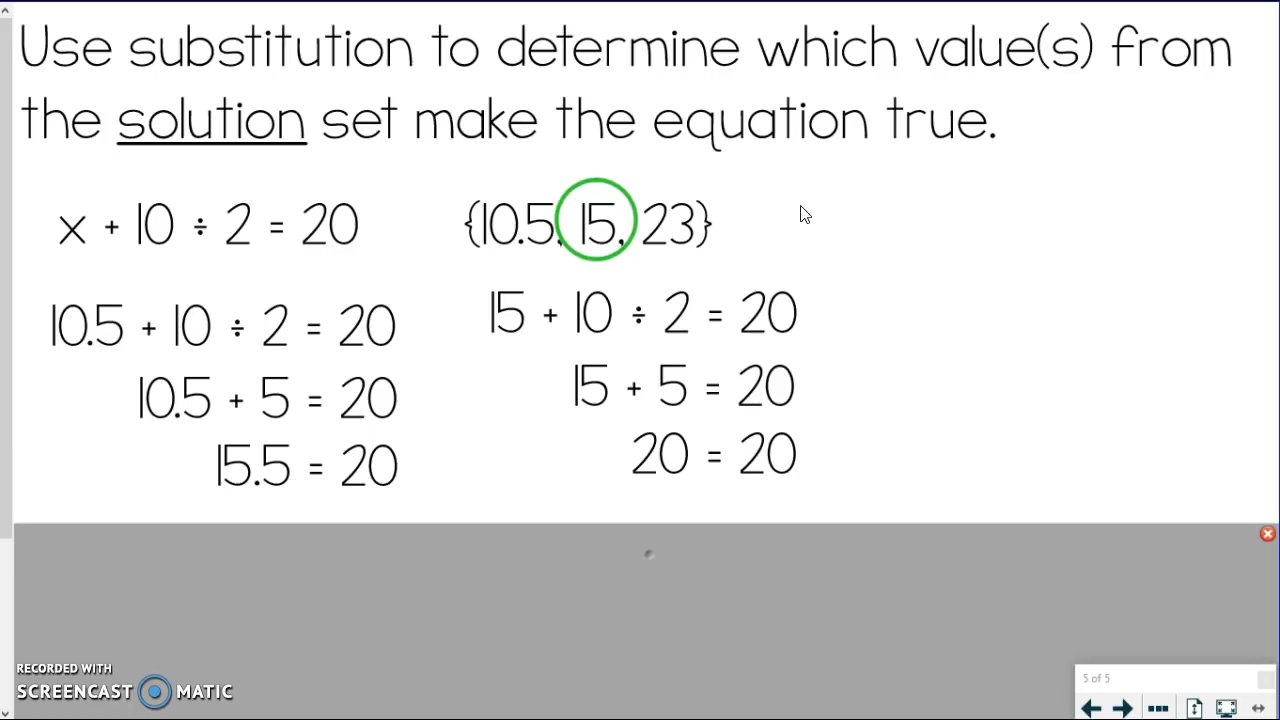 Use substitution to determine which value(s) from
the solution set make the equation true.
x + 10 ÷ 2 = 20
{10.5, 15, 23}
10.5 + 10 ÷ 2 = 20
10.5 + 5 = 20
15.5 = 20
15 + 10 ÷ 2 = 20
15 + 5 = 20
20 = 20
RECORDED WITH
SCREENCAST MATIC
5 of 5